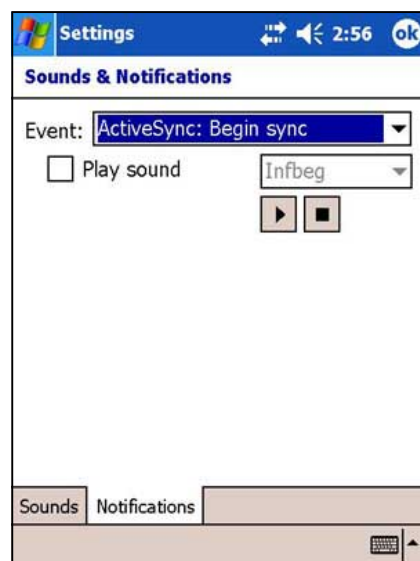 Settings 2:56 ok
Sounds & Notifications
Event: ActiveSync: Begin sync
Play sound Infbeg
Sounds Notifications